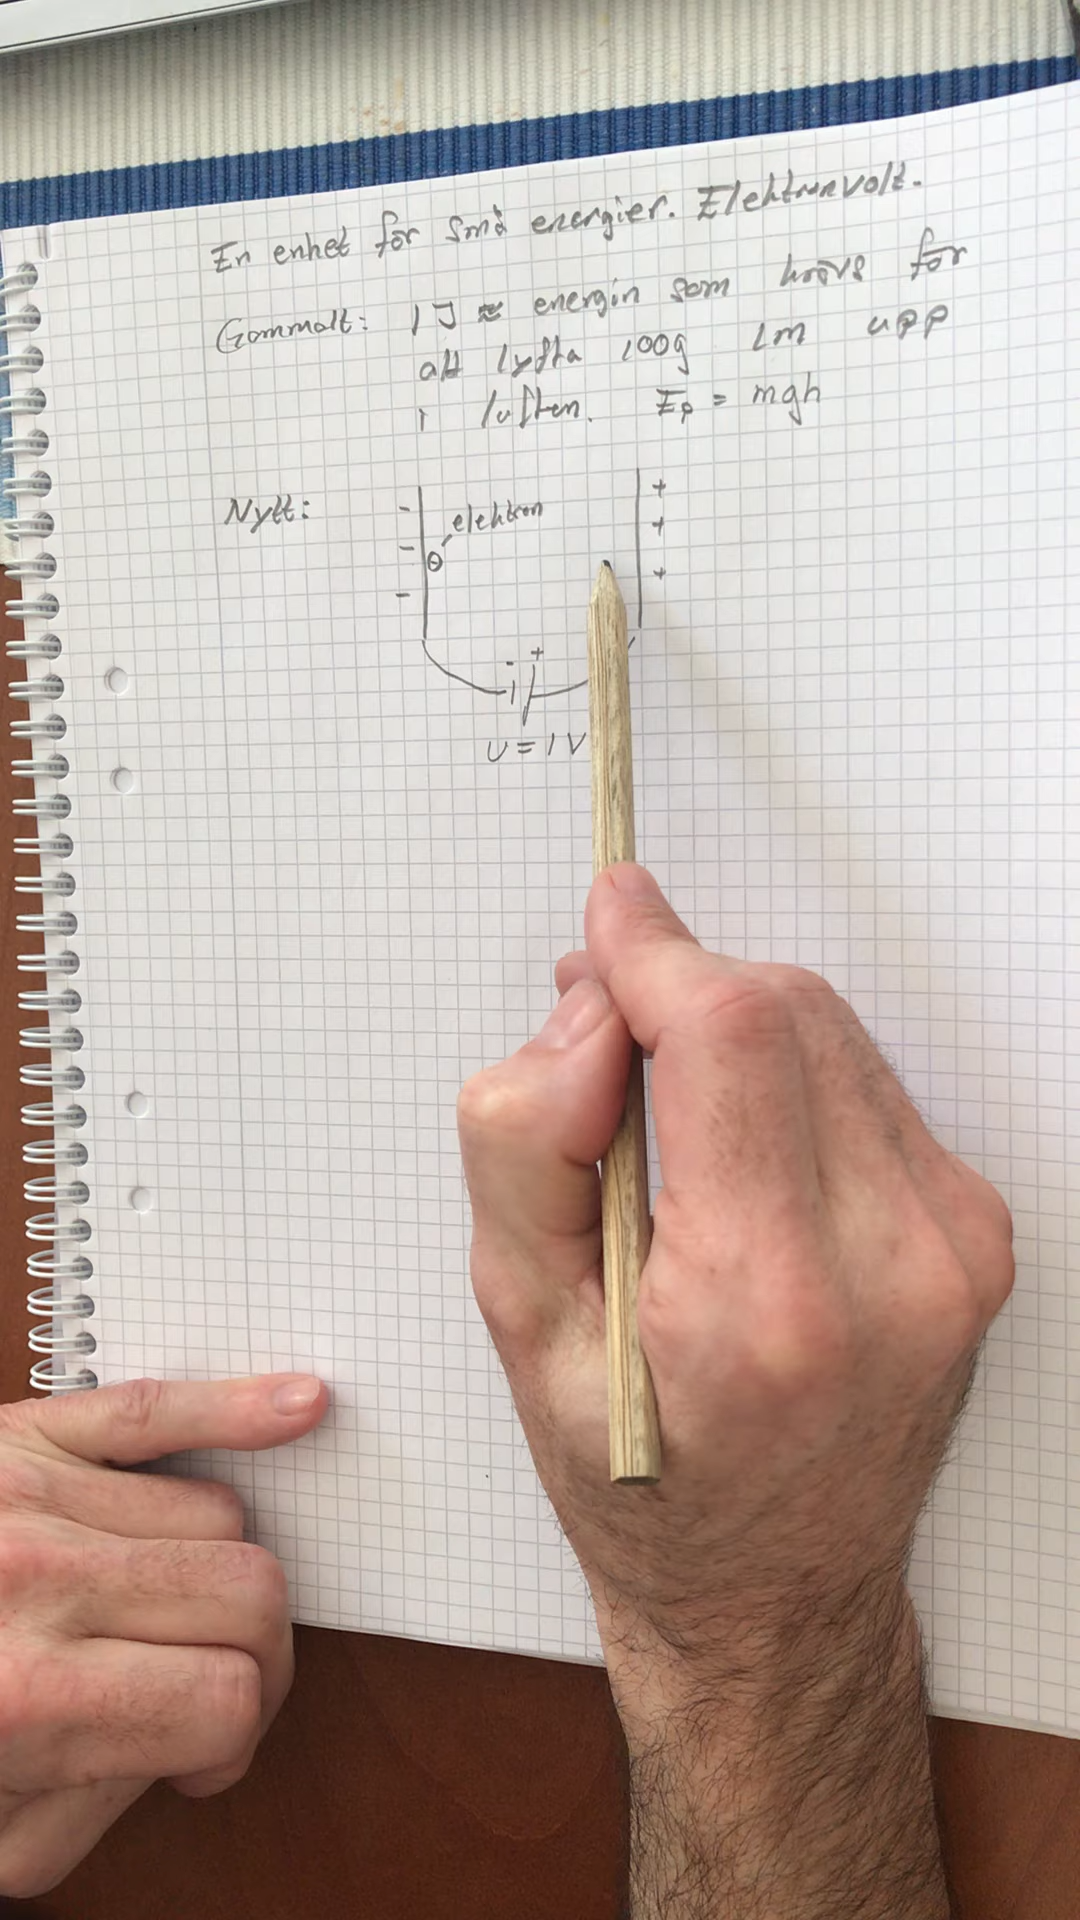 En enhet för små energier. Elektronvolt.
Gammalt: 1 J ≈ energin som krävs för
att lyfta 100g 1m upp
i luften. Ep = mgh
Nytt:
- elektron +
- ⊖ +
- +
- +
U = 1 V